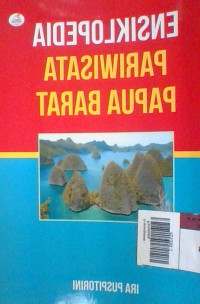 ENSIKLOPEDIA
PARIWISATA
PAPUA BARAT
IRA PUSPITORINI